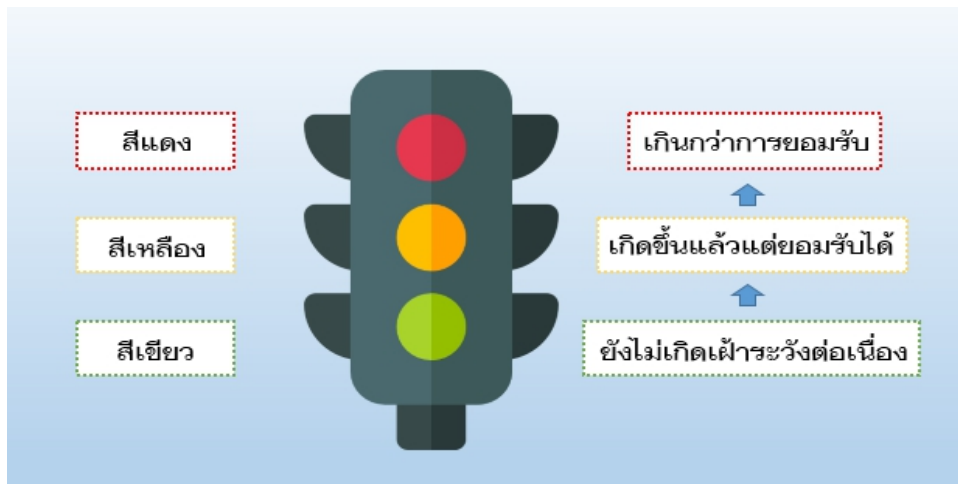 สีแดง
เกินกว่าการยอมรับ
สีเหลือง
เกิดขึ้นแล้วแต่ยอมรับได้
สีเขียว
ยังไม่เกิดเฝ้าระวังต่อเนื่อง